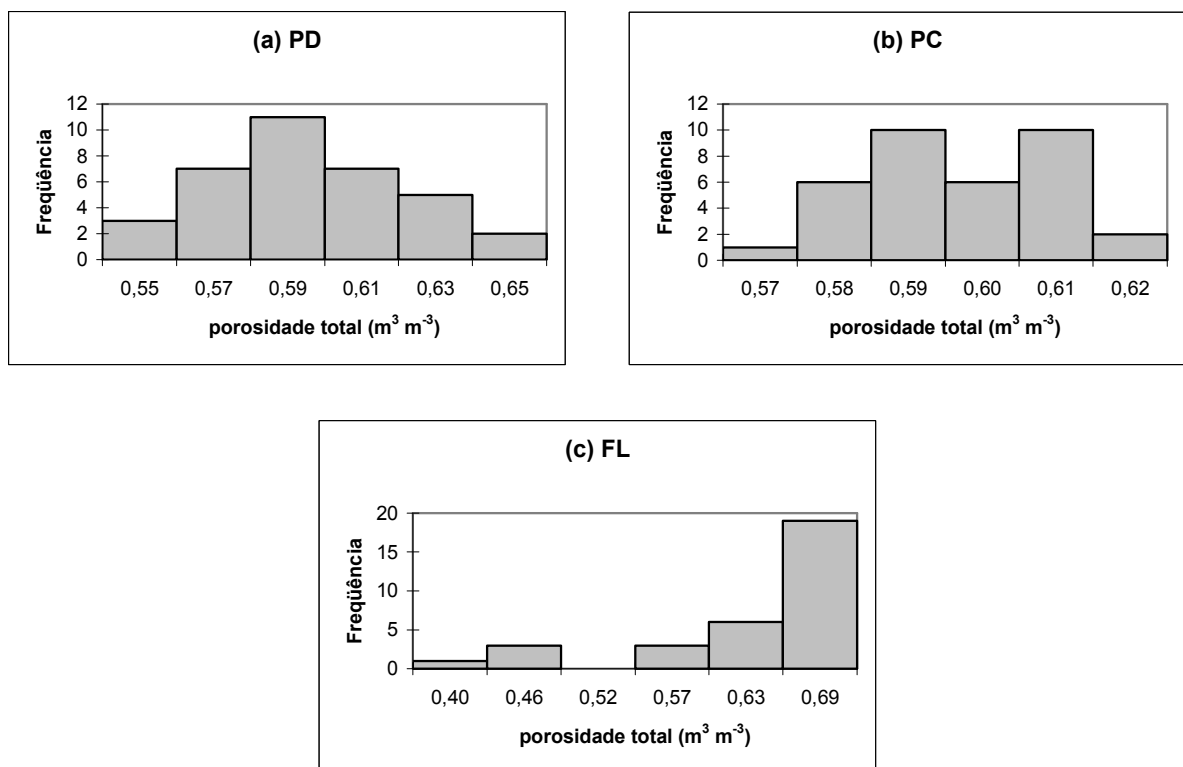 (a) PD
Freqüência
12
10
8
6
4
2
0
0,55 0,57 0,59 0,61 0,63 0,65
porosidade total (m³ m⁻³)
(b) PC
Freqüência
12
10
8
6
4
2
0
0,57 0,58 0,59 0,60 0,61 0,62
porosidade total (m³ m⁻³)
(c) FL
Freqüência
20
15
10
5
0
0,40 0,46 0,52 0,57 0,63 0,69
porosidade total (m³ m⁻³)